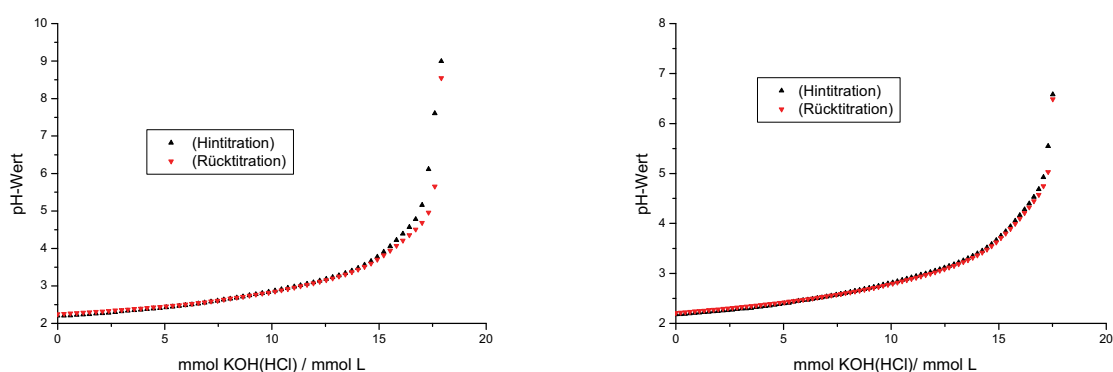 10
9
8
7
6
5
4
3
2
pH-Wert
(Hintitration)
(Rücktitration)
0 5 10 15 20
mmol KOH(HCl) / mmol L
8
7
6
5
4
3
2
pH-Wert
(Hintitration)
(Rücktitration)
0 5 10 15 20
mmol KOH(HCl)/ mmol L